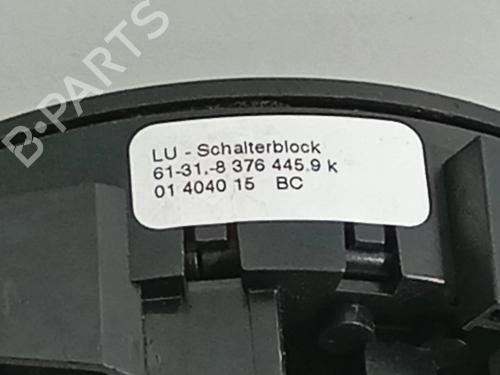 B-PARTS
LU - Schalterblock
61-31.-8 376 445.9 k
01 4040 15 BC